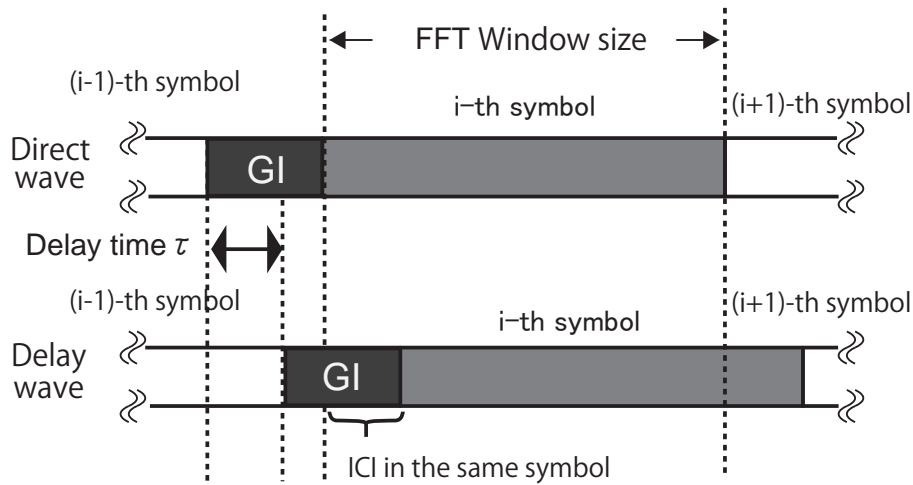 FFT Window size
(i-1)-th symbol
i-th symbol
(i+1)-th symbol
Direct
wave
GI
Delay time τ
(i-1)-th symbol
i-th symbol
(i+1)-th symbol
Delay
wave
GI
ICI in the same symbol